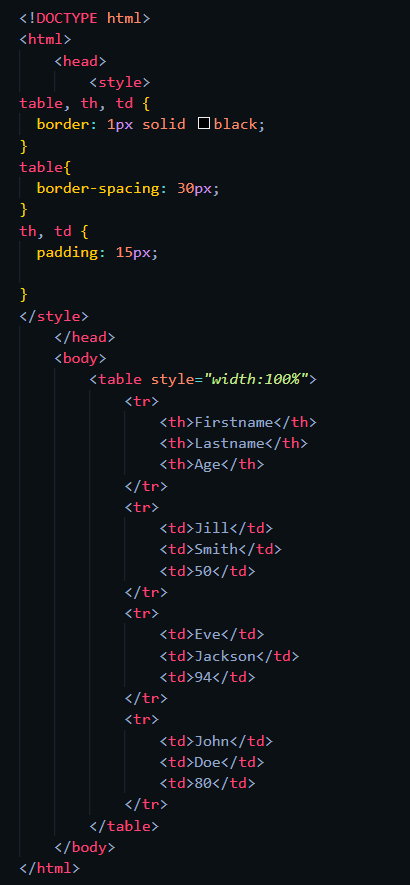 <!DOCTYPE html>
<html>
    <head>
        <style>
table, th, td {
  border: 1px solid black;
}
table{
  border-spacing: 30px;
}
th, td {
  padding: 15px;

}
</style>
    </head>
    <body>
        <table style="width:100%">
            <tr>
                <th>Firstname</th>
                <th>Lastname</th>
                <th>Age</th>
            </tr>
            <tr>
                <td>Jill</td>
                <td>Smith</td>
                <td>50</td>
            </tr>
            <tr>
                <td>Eve</td>
                <td>Jackson</td>
                <td>94</td>
            </tr>
            <tr>
                <td>John</td>
                <td>Doe</td>
                <td>80</td>
            </tr>
        </table>
    </body>
</html>